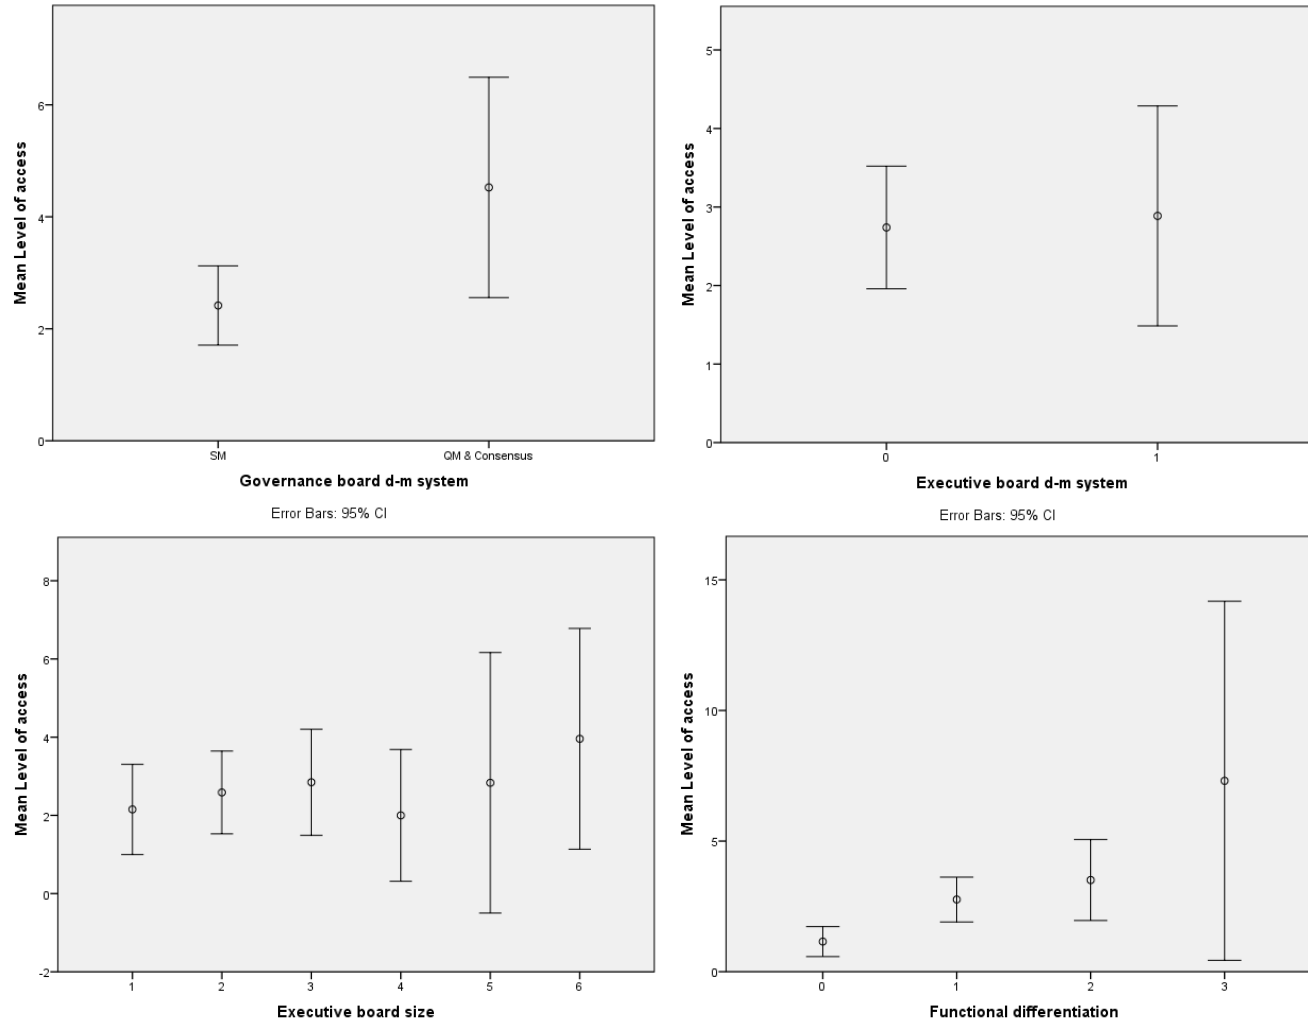 Mean Level of access
6
4
2
0
SM
QM & Consensus
Governance board d-m system
Error Bars: 95% CI
Mean Level of access
5
4
3
2
1
0
0
1
Executive board d-m system
Error Bars: 95% CI
Mean Level of access
8
6
4
2
0
-2
1
2
3
4
5
6
Executive board size
Mean Level of access
15
10
5
0
0
1
2
3
Functional differentiation